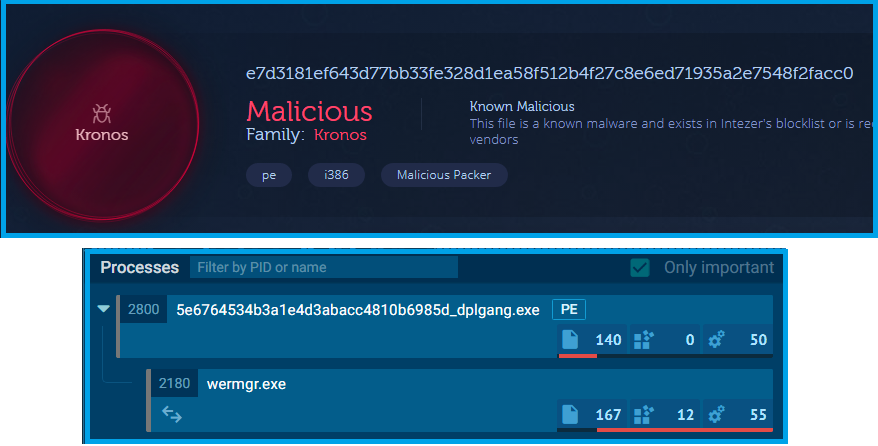 e7d3181ef643d77bb33fe328d1ea58f512b4f27c8e6ed71935a2e7548f2facc0
Kronos
Malicious
Family: Kronos
Known Malicious
This file is a known malware and exists in Intezer's blocklist or is
vendors
pe i386 Malicious Packer
Processes Filter by PID or name Only important
2800 5e6764534b3a1e4d3abacc4810b6985d_dplgang.exe PE
140 0 50
2180 wermgr.exe
167 12 55